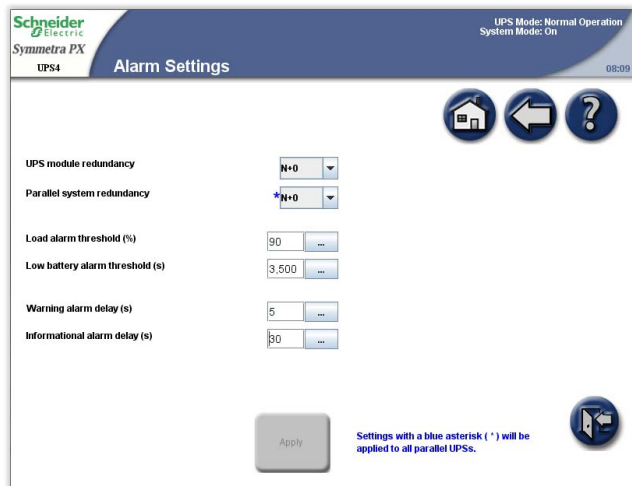 Schneider
Electric
Symmetra PX
UPS4
Alarm Settings
UPS Mode: Normal Operation
System Mode: On
08:09
?
UPS module redundancy
N+0
Parallel system redundancy
*N+0
Load alarm threshold (%)
90
...
Low battery alarm threshold (s)
3,500
...
Warning alarm delay (s)
5
...
Informational alarm delay (s)
30
...
Apply
Settings with a blue asterisk ( * ) will be
applied to all parallel UPSs.